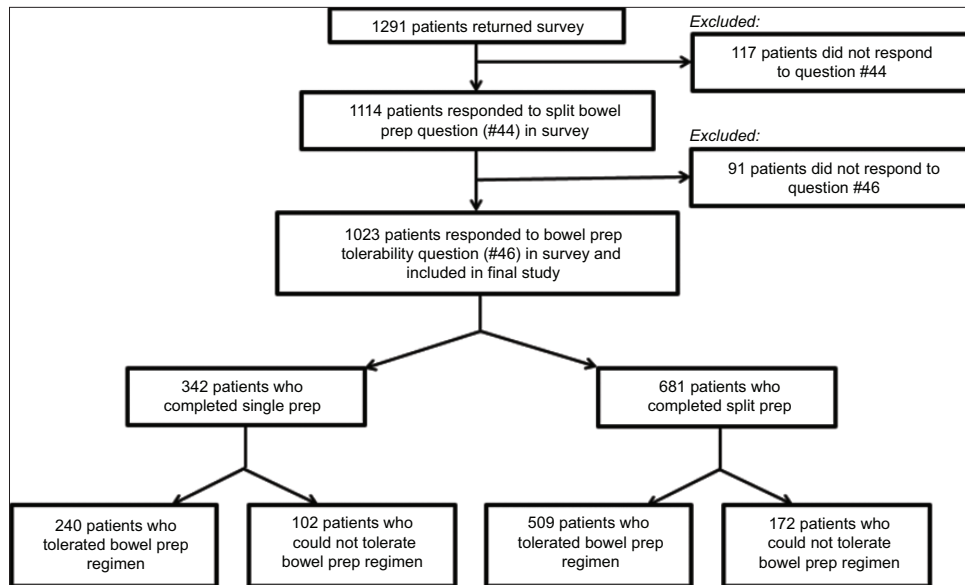 1291 patients returned survey
Excluded:
117 patients did not respond
to question #44
1114 patients responded to split bowel
prep question (#44) in survey
Excluded:
91 patients did not respond to
question #46
1023 patients responded to bowel prep
tolerability question (#46) in survey and
included in final study
342 patients who
completed single prep
681 patients who
completed split prep
240 patients who
tolerated bowel prep
regimen
102 patients who
could not tolerate
bowel prep regimen
509 patients who
tolerated bowel prep
regimen
172 patients who
could not tolerate
bowel prep regimen